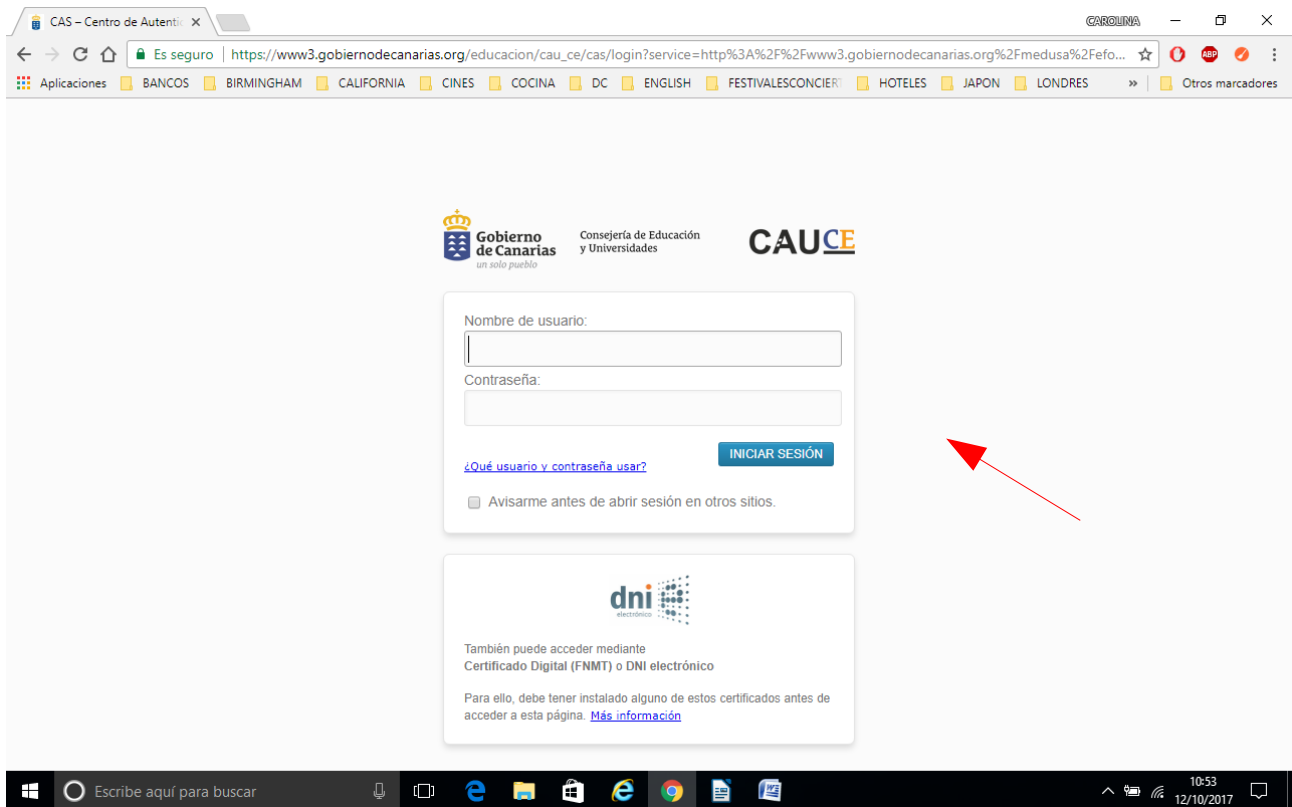 CAS – Centro de Autentic
CAROLINA
Es seguro
https://www3.gobiernodecanarias.org/educacion/cau_ce/cas/login?service=http%3A%2F%2Fwww3.gobiernodecanarias.org%2Fmedusa%2Fefo...
ABP
Aplicaciones BANCOS BIRMINGHAM CALIFORNIA CINES COCINA DC ENGLISH FESTIVALESCONCIERT HOTELES JAPON LONDRES » Otros marcadores
Gobierno
de Canarias
un solo pueblo
Consejería de Educación
y Universidades
CAUCE
Nombre de usuario:
Contraseña:
¿Qué usuario y contraseña usar?
INICIAR SESIÓN
Avisarme antes de abrir sesión en otros sitios.
dni
electrónico
También puede acceder mediante
Certificado Digital (FNMT) o DNI electrónico
Para ello, debe tener instalado alguno de estos certificados antes de
acceder a esta página. Más información
Escribe aquí para buscar
10:53
12/10/2017